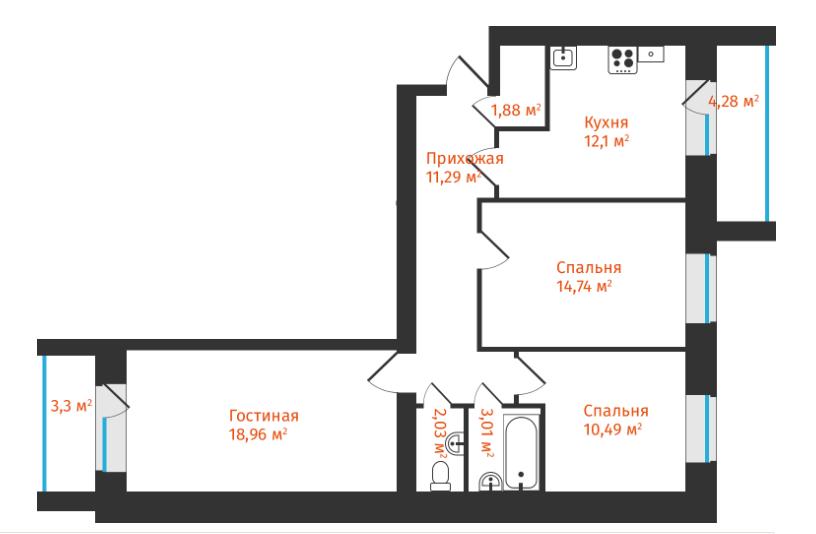 1,88 м²
4,28 м²
Кухня
12,1 м²
Прихожая
11,29 м²
Спальня
14,74 м²
3,3 м²
Гостиная
18,96 м²
2,03 м²
3,01 м²
Спальня
10,49 м²